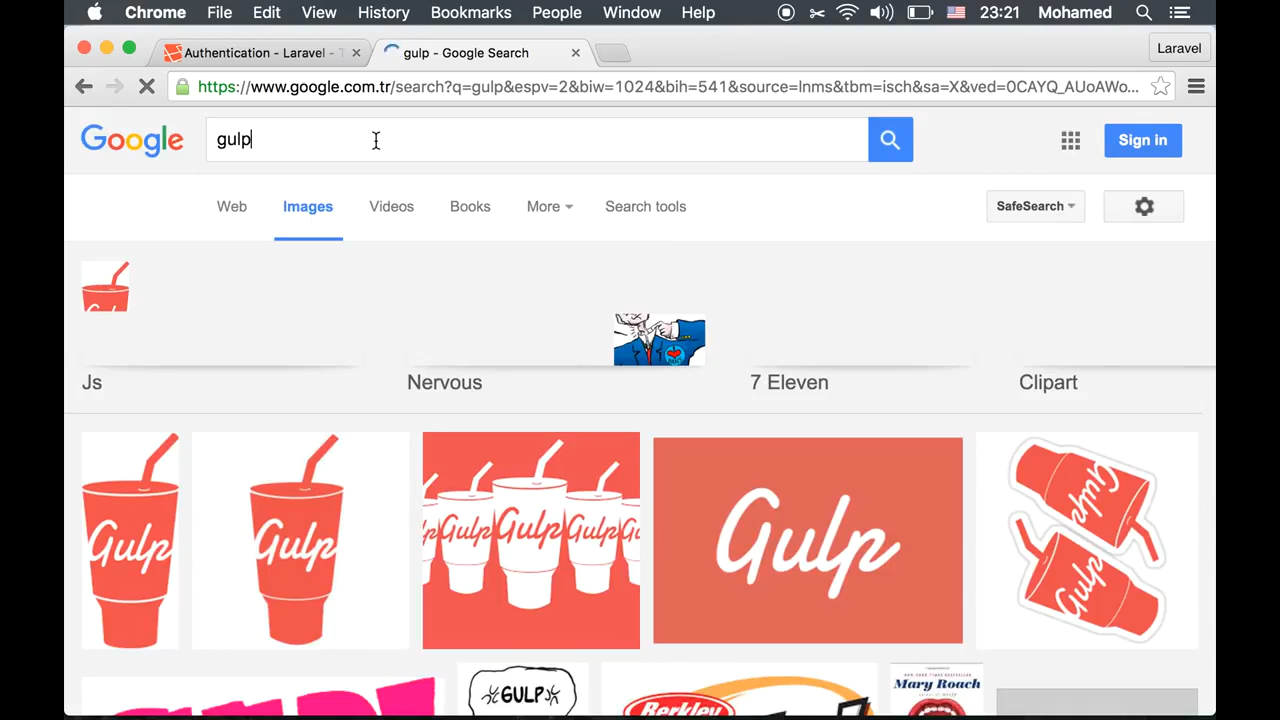 Chrome File Edit View History Bookmarks People Window Help 23:21 Mohamed
Authentication - Laravel - T gulp - Google Search Laravel
https://www.google.com.tr/search?q=gulp&espv=2&biw=1024&bih=541&source=lnms&tbm=isch&sa=X&ved=0CAYQ_AUoAWo...
Google gulp Sign in
Web Images Videos Books More Search tools SafeSearch
Js Nervous 7 Eleven Clipart
Gulp Gulp Gulp Gulp Gulp Gulp Gulp Gulp
GULP
Berkley
Mary Roach